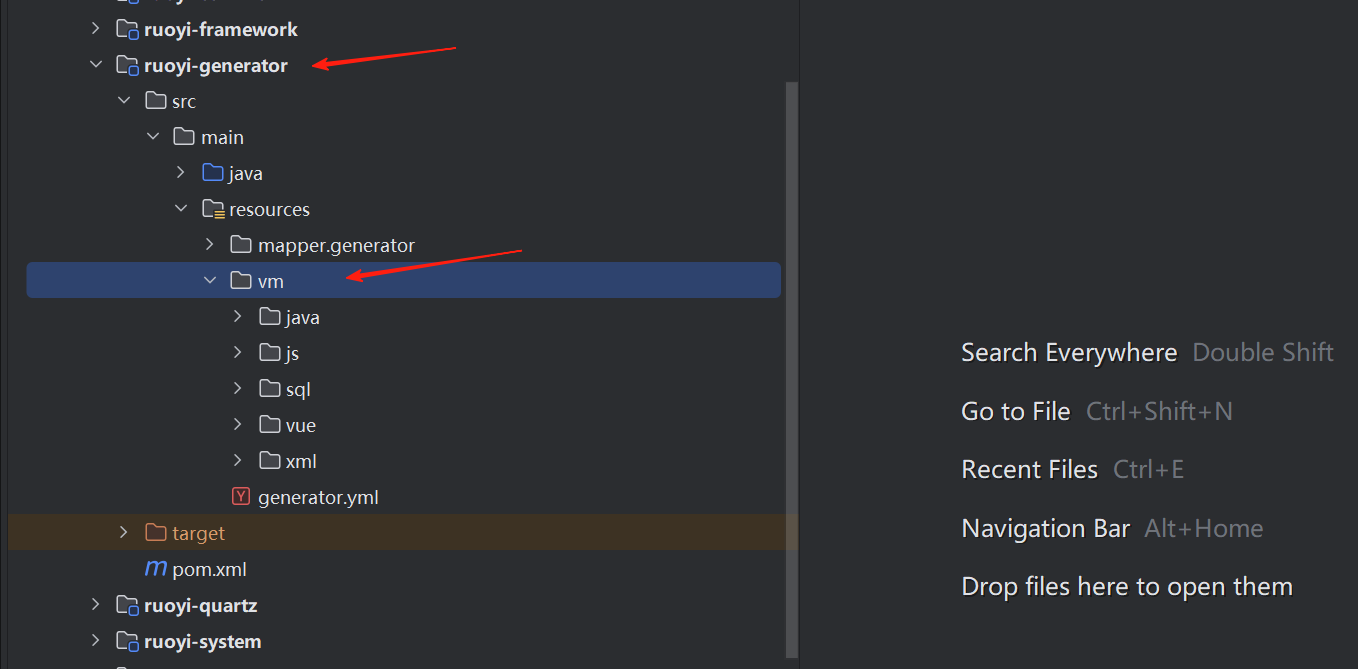 ruoyi-framework
ruoyi-generator
src
main
java
resources
mapper.generator
vm
java
js
sql
vue
xml
generator.yml
target
pom.xml
ruoyi-quartz
ruoyi-system
Search Everywhere Double Shift
Go to File Ctrl+Shift+N
Recent Files Ctrl+E
Navigation Bar Alt+Home
Drop files here to open them